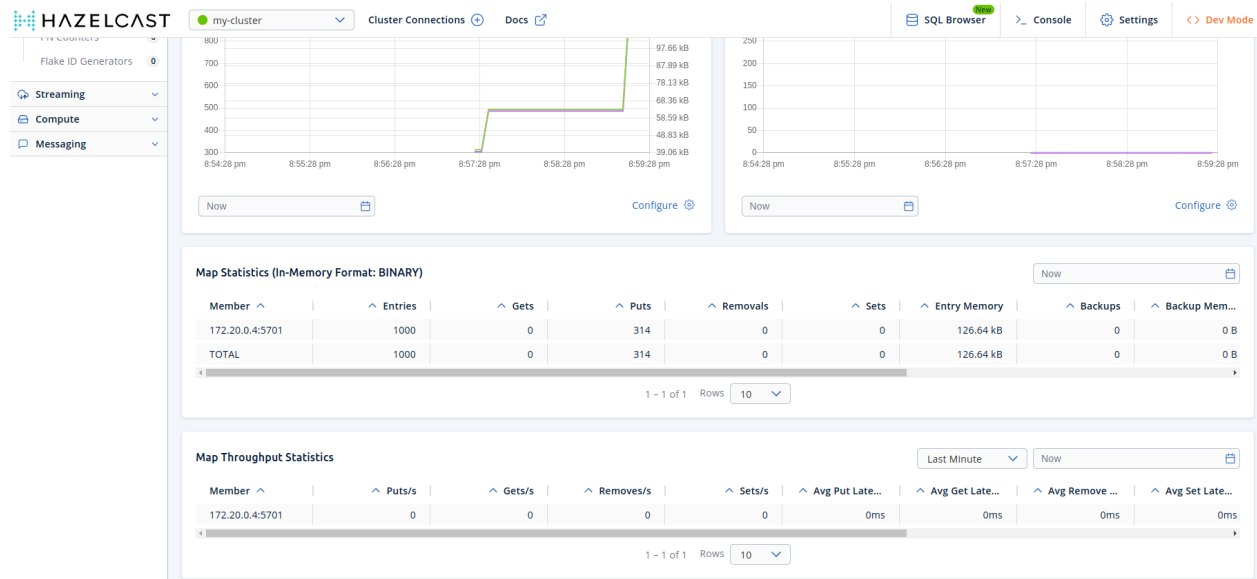 HAZELCAST my-cluster Cluster Connections Docs SQL Browser New >_ Console Settings <> Dev Mode
PN Counters 0
Flake ID Generators 0
Streaming
Compute
Messaging
800 97.66 kB
700 87.89 kB
78.13 kB
600
500 68.36 kB
58.59 kB
400 48.83 kB
300 39.06 kB
8:54:28 pm 8:55:28 pm 8:56:28 pm 8:57:28 pm 8:58:28 pm 8:59:28 pm
250
200
150
100
50
0
8:54:28 pm 8:55:28 pm 8:56:28 pm 8:57:28 pm 8:58:28 pm 8:59:28 pm
Now Configure
Now Configure
Map Statistics (In-Memory Format: BINARY) Now
Member Entries Gets Puts Removals Sets Entry Memory Backups Backup Mem...
172.20.0.4:5701 1000 0 314 0 0 126.64 kB 0 0 B
TOTAL 1000 0 314 0 0 126.64 kB 0 0 B
1 – 1 of 1 Rows 10
Map Throughput Statistics Last Minute Now
Member Puts/s Gets/s Removes/s Sets/s Avg Put Late... Avg Get Late... Avg Remove ... Avg Set Late...
172.20.0.4:5701 0 0 0 0 0ms 0ms 0ms 0ms
1 – 1 of 1 Rows 10